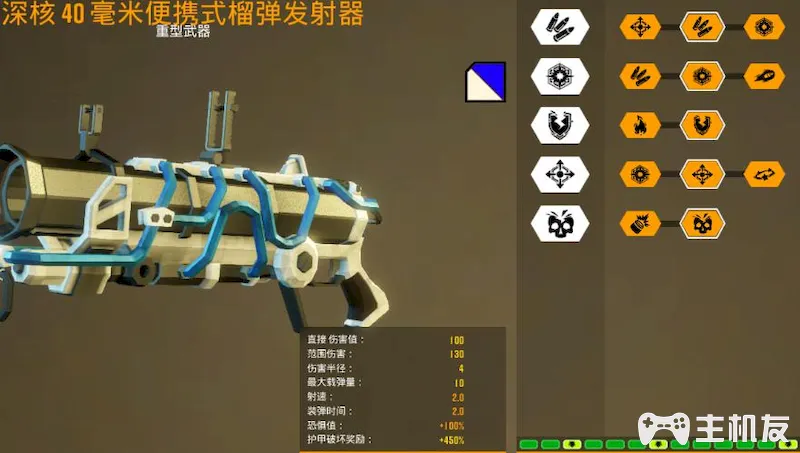 深核 40 毫米便携式榴弹发射器
重型武器
直接 伤害值： 100
范围伤害： 130
伤害半径： 4
最大载弹量： 10
射速： 2.0
装弹时间： 2.0
恐惧值： +100%
护甲破坏奖励： +450%
主机友